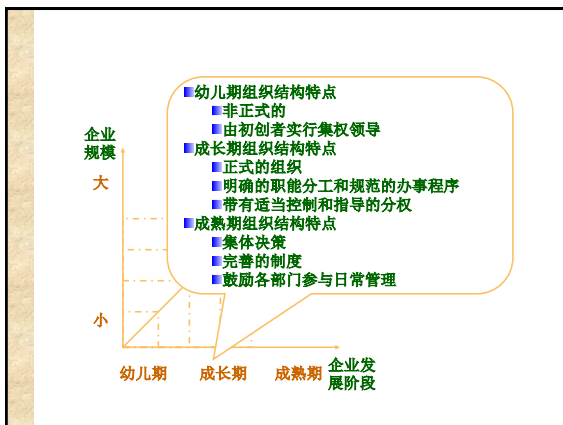 幼儿期组织结构特点
非正式的
由初创者实行集权领导
成长期组织结构特点
正式的组织
明确的职能分工和规范的办事程序
带有适当控制和指导的分权
成熟期组织结构特点
集体决策
完善的制度
鼓励各部门参与日常管理
企业
规模
大
小
幼儿期
成长期
成熟期
企业发
展阶段